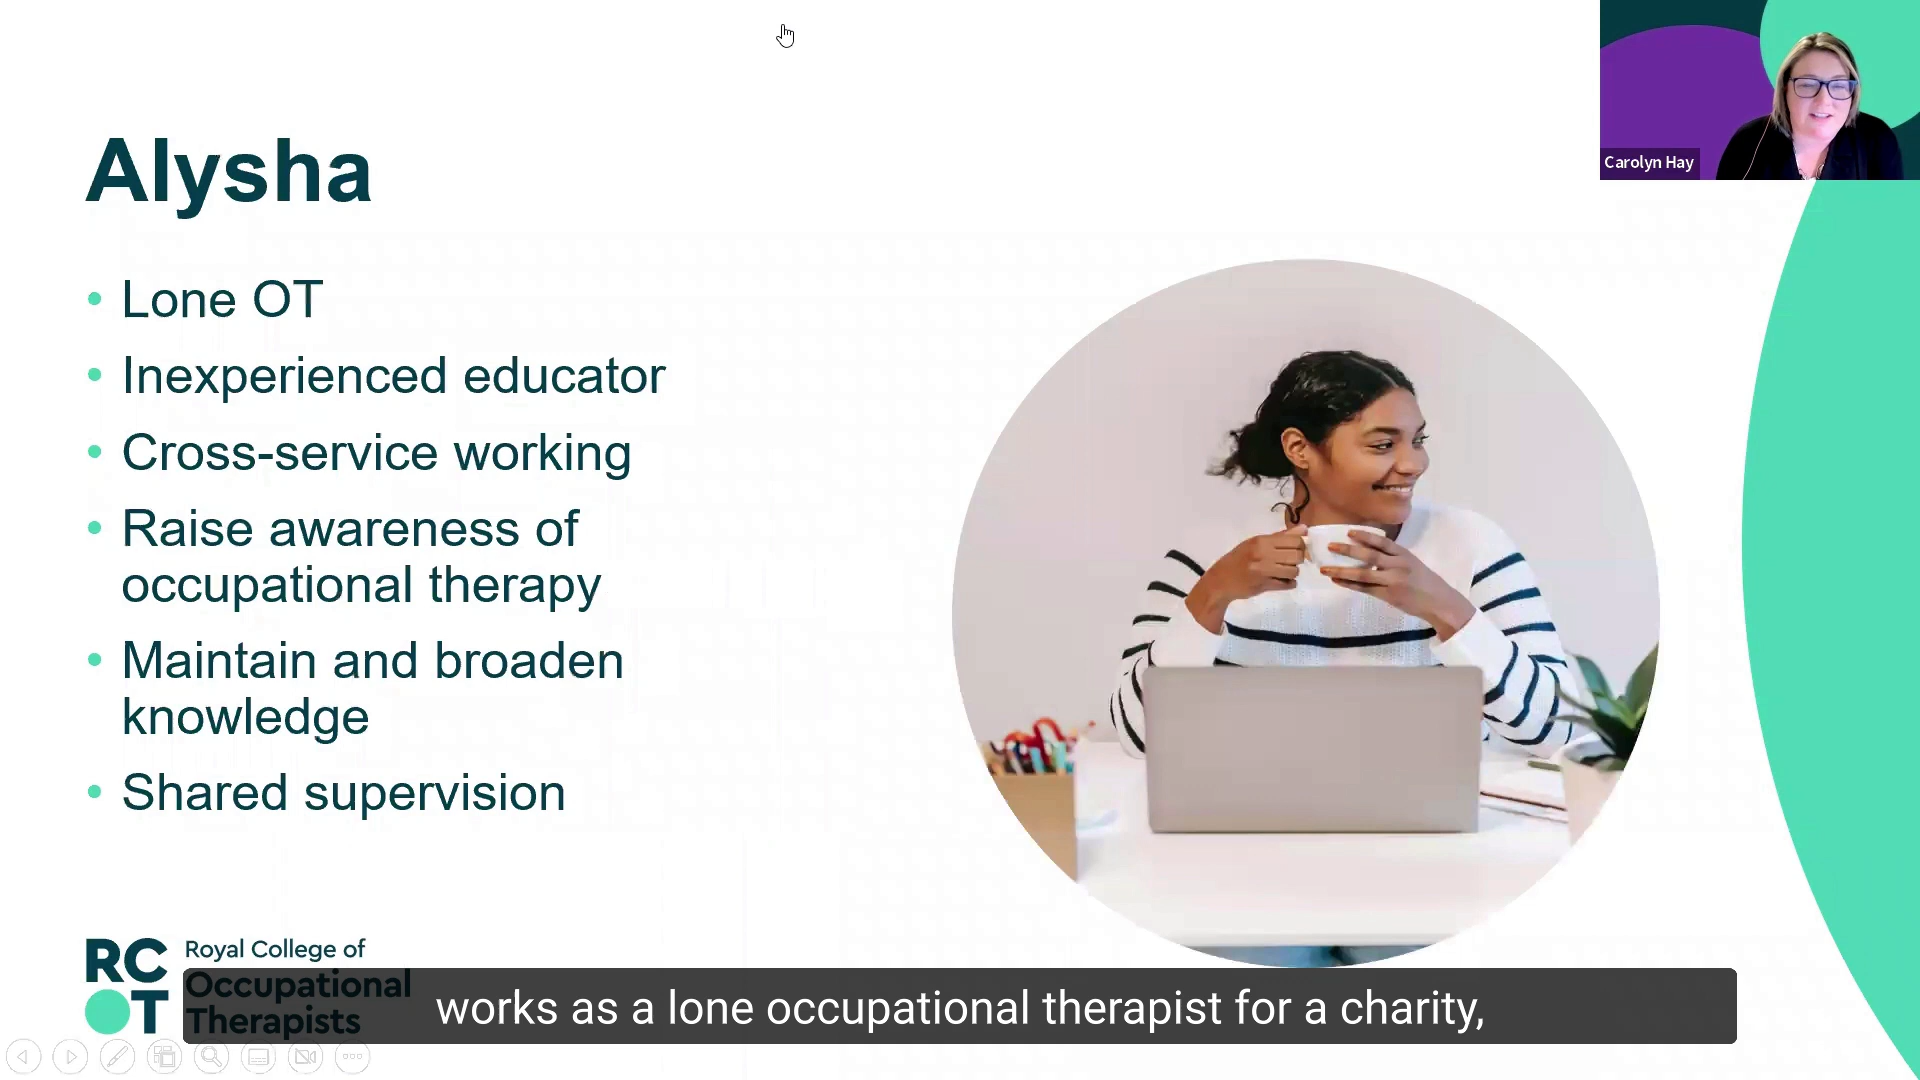 Carolyn Hay
Alysha
• Lone OT
• Inexperienced educator
• Cross-service working
• Raise awareness of
occupational therapy
• Maintain and broaden
knowledge
• Shared supervision
RC
OT
Royal College of
Occupational
Therapists
works as a lone occupational therapist for a charity,